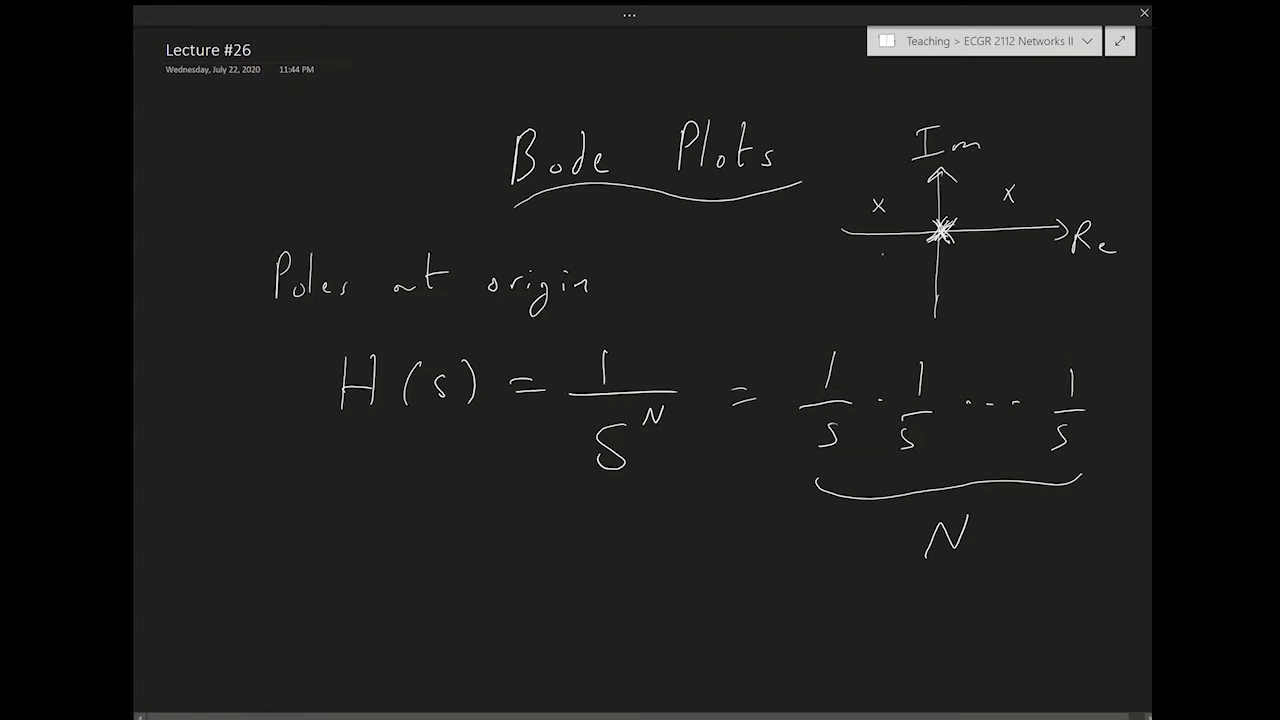 Lecture #26
Teaching > ECGR 2112 Networks II
Wednesday, July 22, 2020 11:44 PM
Bode Plots
Im
x x
Re
Poles at origin
H(s) = 1/S^N = 1/s · 1/s ... 1/s
N